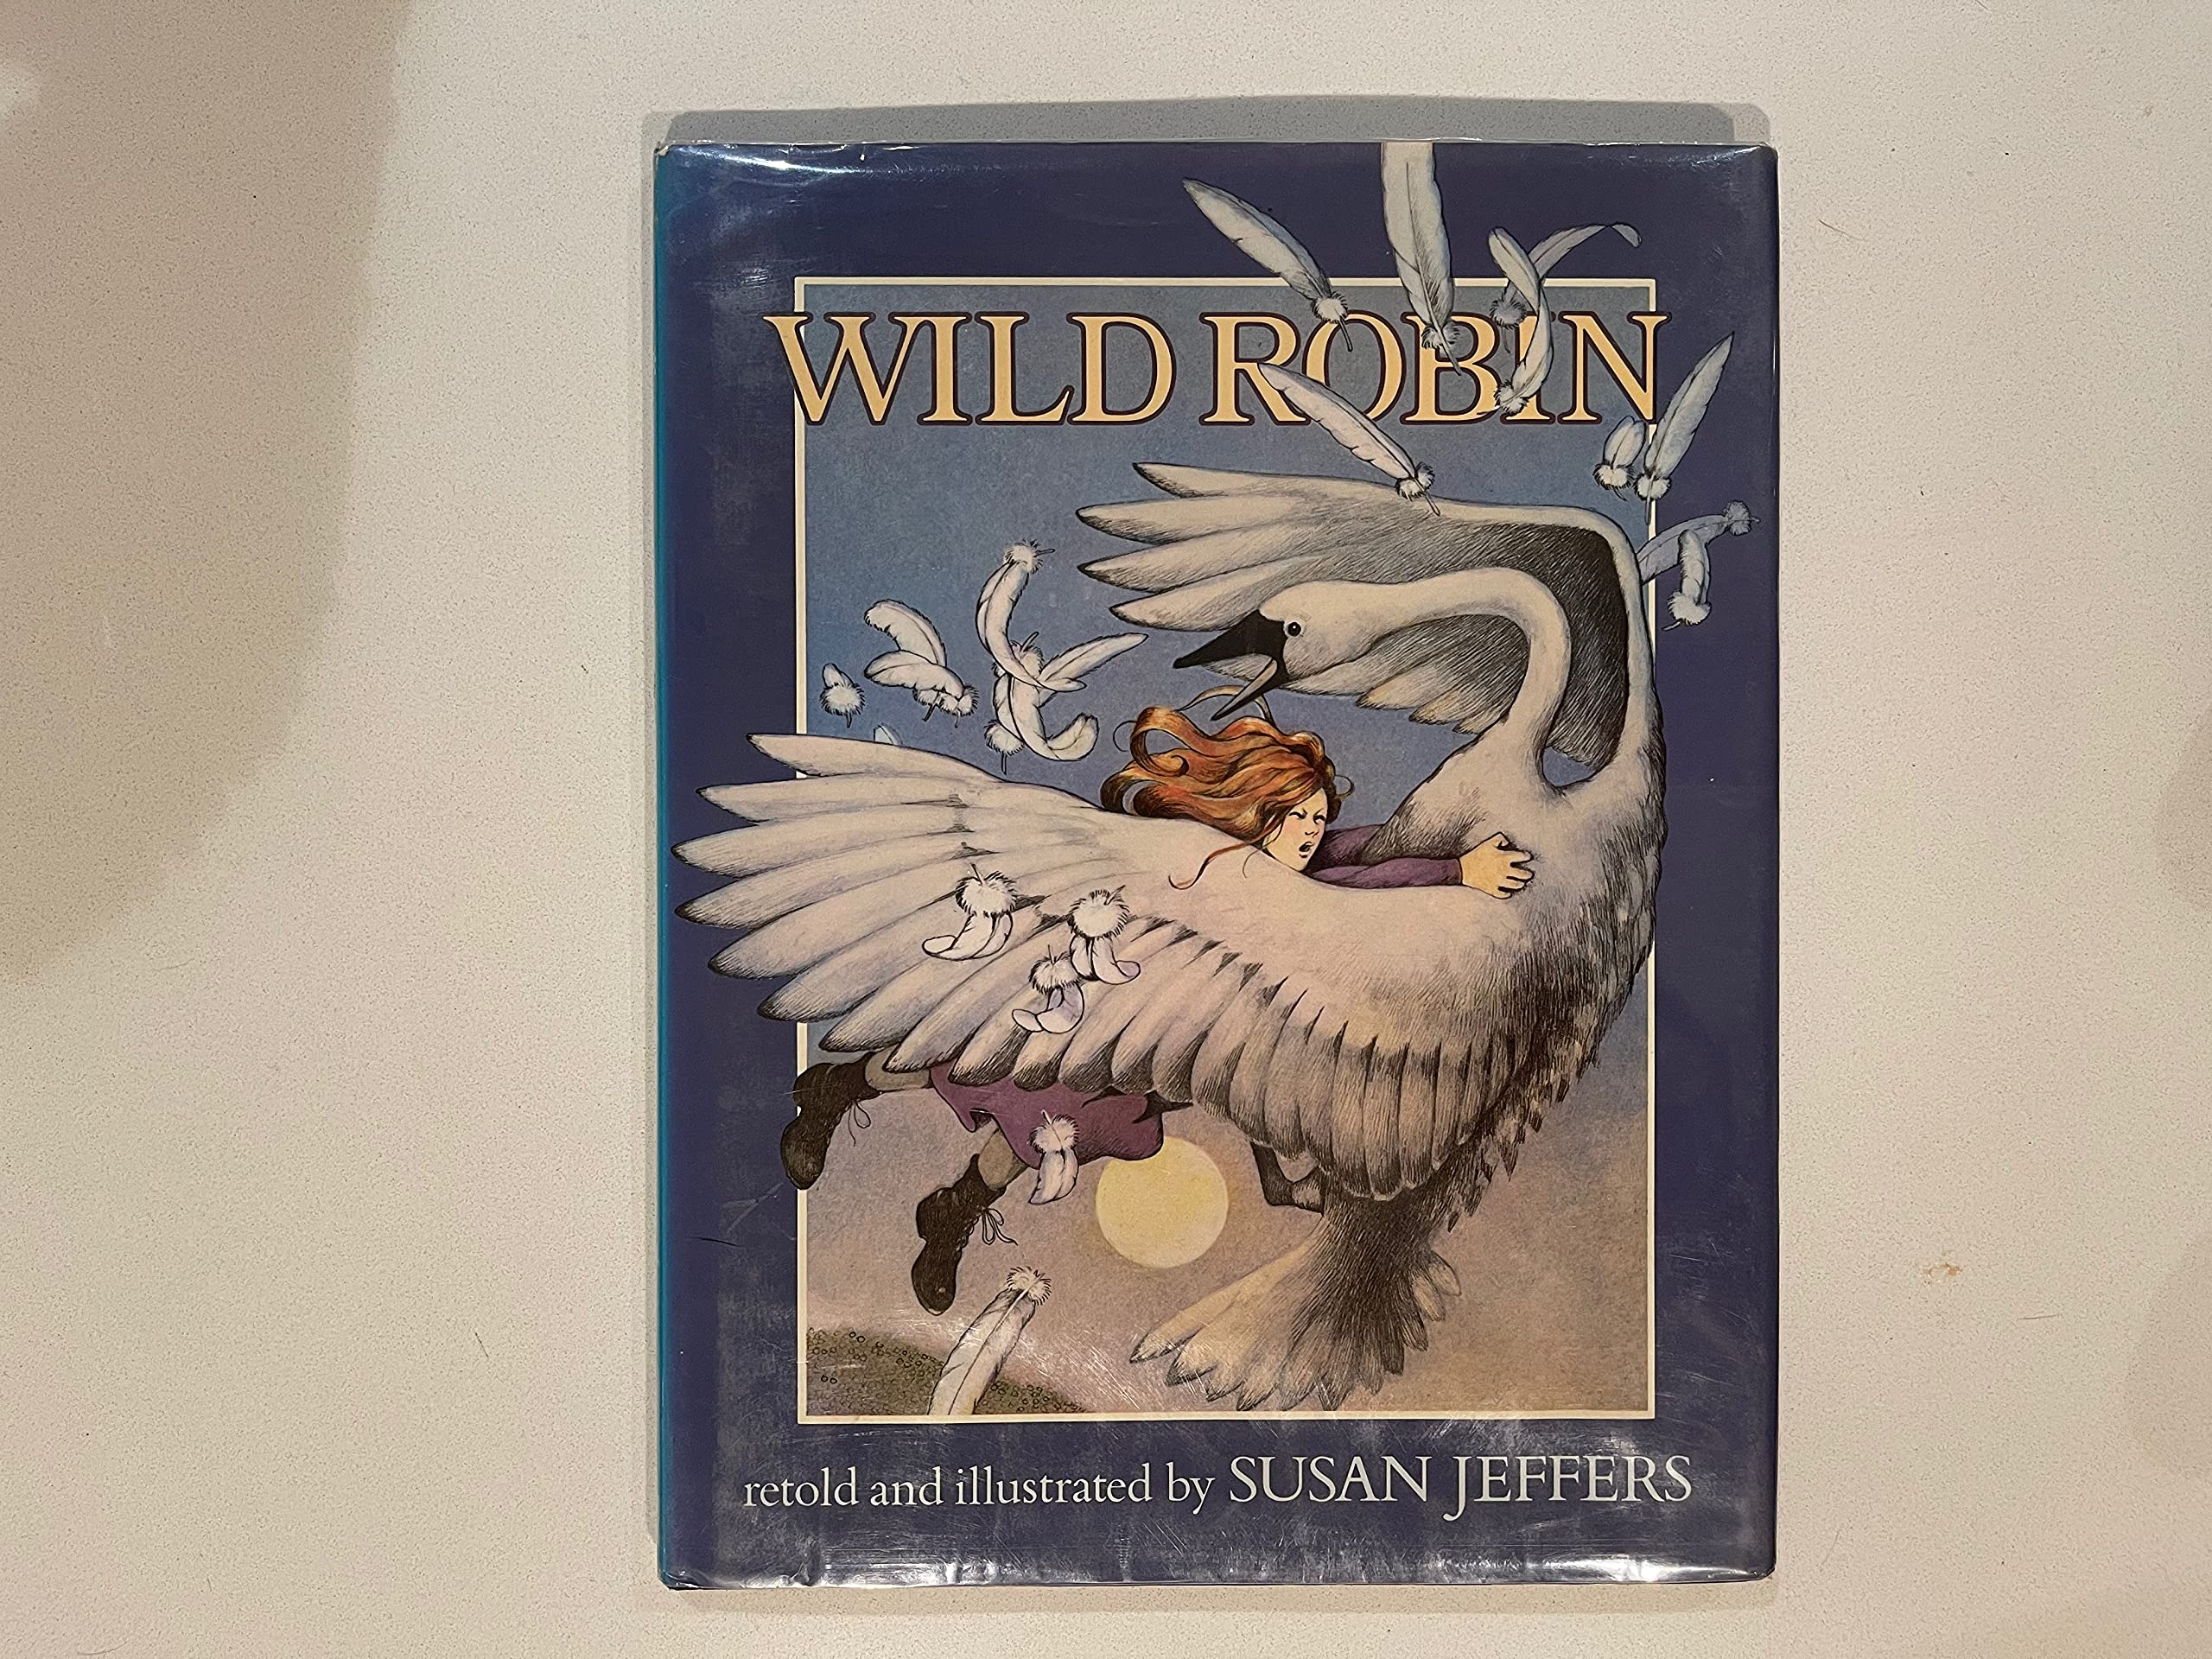 WILD ROBIN
retold and illustrated by SUSAN JEFFERS